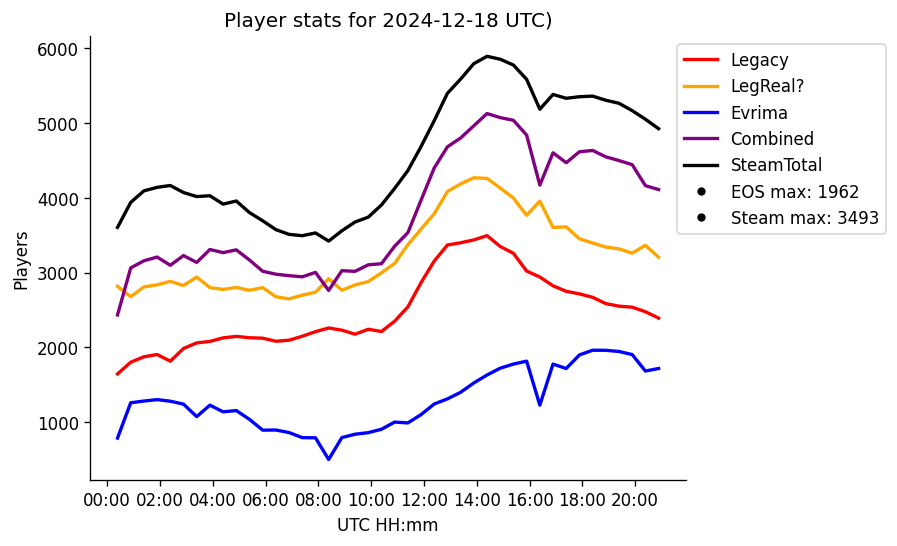 Player stats for 2024-12-18 UTC)
6000
5000
4000
3000
2000
1000
Players
00:00 02:00 04:00 06:00 08:00 10:00 12:00 14:00 16:00 18:00 20:00
UTC HH:mm
Legacy
LegReal?
Evrima
Combined
SteamTotal
EOS max: 1962
Steam max: 3493